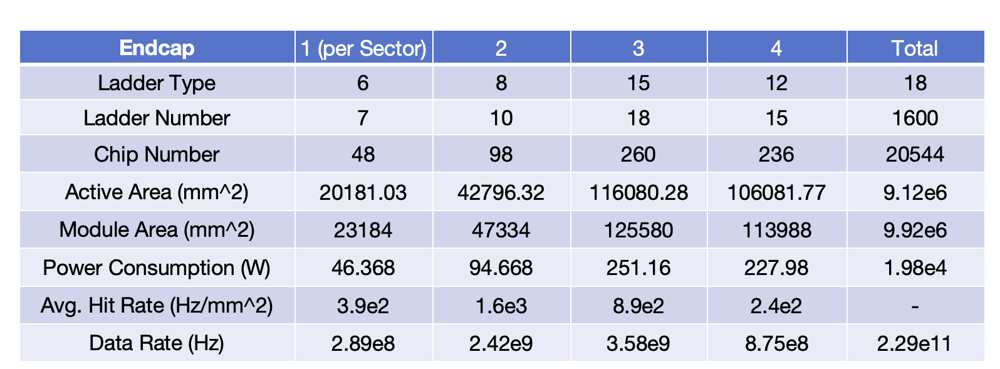 Endcap 1 (per Sector) 2 3 4 Total
Ladder Type 6 8 15 12 18
Ladder Number 7 10 18 15 1600
Chip Number 48 98 260 236 20544
Active Area (mm^2) 20181.03 42796.32 116080.28 106081.77 9.12e6
Module Area (mm^2) 23184 47334 125580 113988 9.92e6
Power Consumption (W) 46.368 94.668 251.16 227.98 1.98e4
Avg. Hit Rate (Hz/mm^2) 3.9e2 1.6e3 8.9e2 2.4e2 -
Data Rate (Hz) 2.89e8 2.42e9 3.58e9 8.75e8 2.29e11